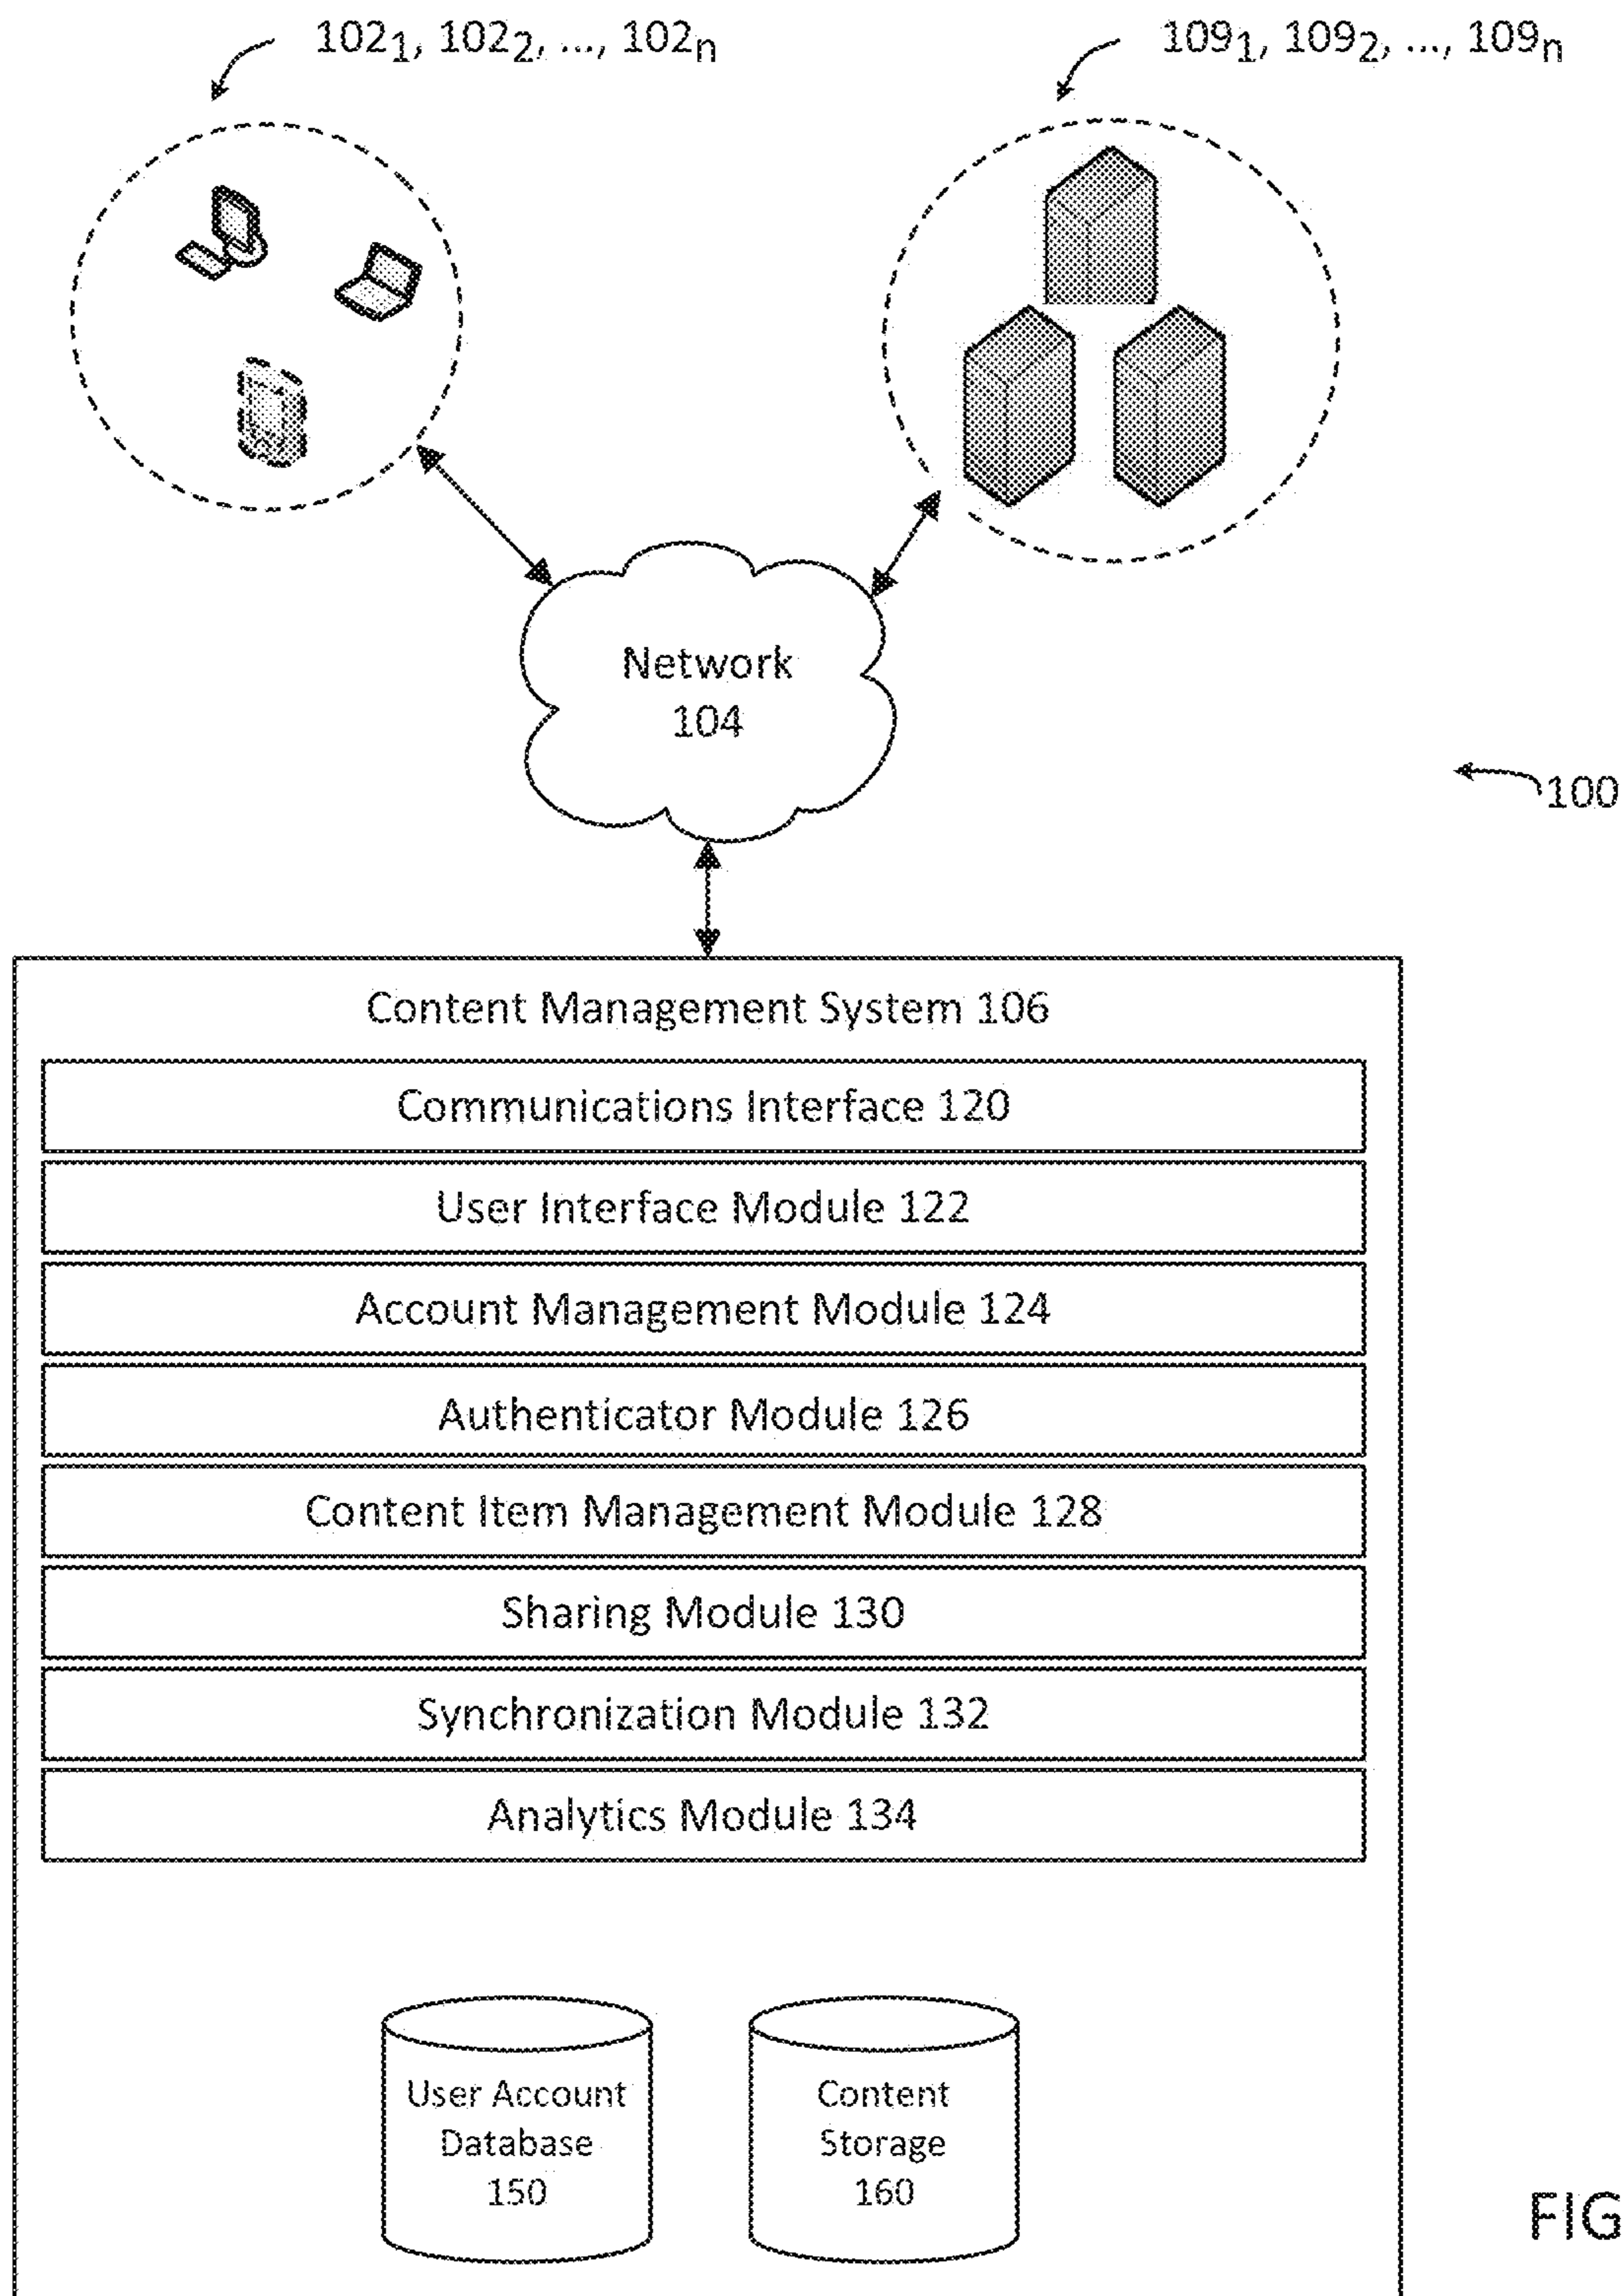 102₁, 102₂, ..., 102ₙ
109₁, 109₂, ..., 109ₙ
Network
104
100
Content Management System 106
Communications Interface 120
User Interface Module 122
Account Management Module 124
Authenticator Module 126
Content Item Management Module 128
Sharing Module 130
Synchronization Module 132
Analytics Module 134
User Account
Database
150
Content
Storage
160
FIG